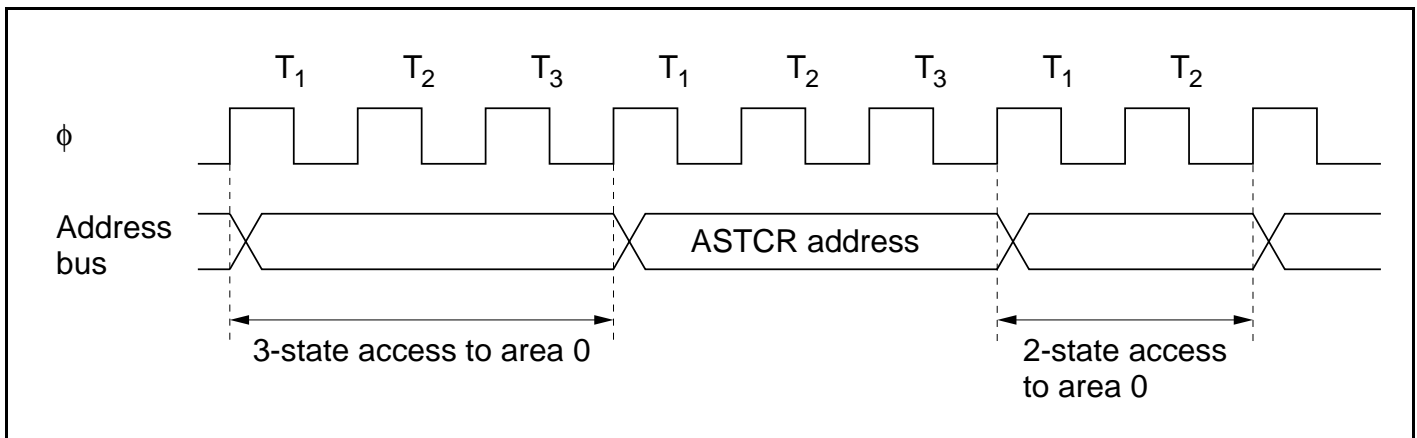 T1 T2 T3 T1 T2 T3 T1 T2
ϕ
Address
bus
ASTCR address
3-state access to area 0
2-state access
to area 0